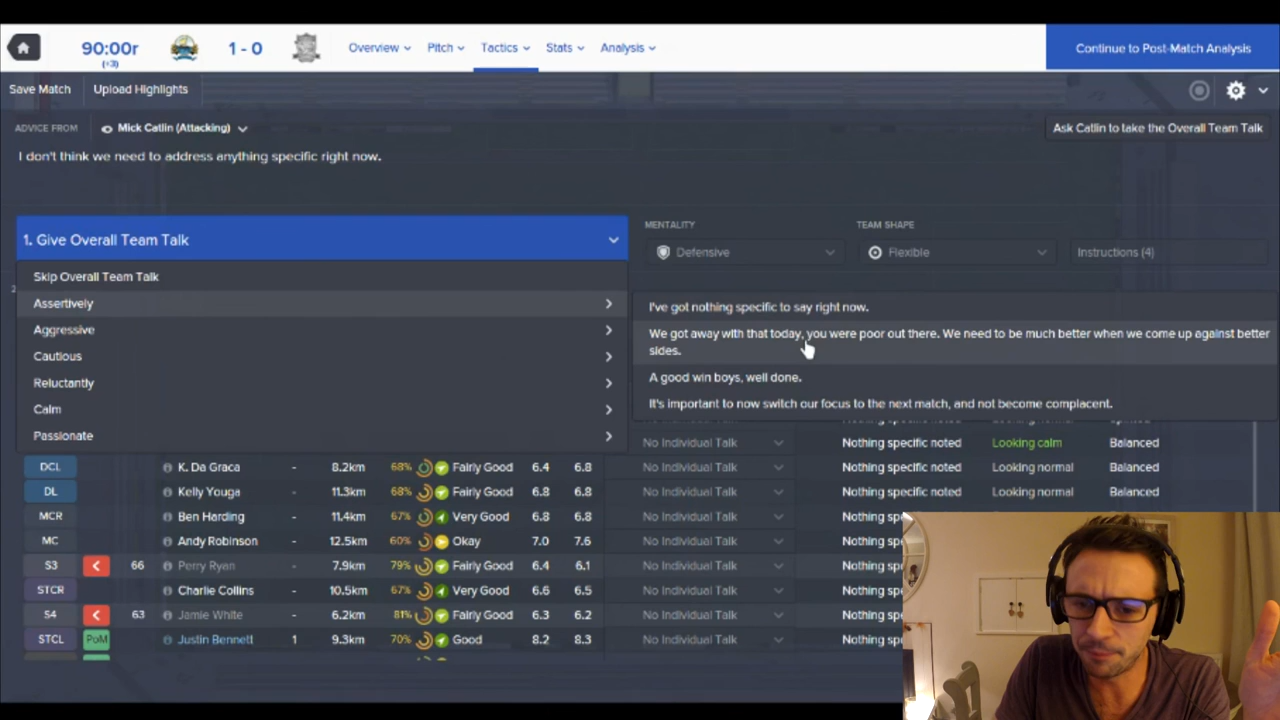 90:00r 1 - 0 Overview Pitch Tactics Stats Analysis Continue to Post-Match Analysis
(+3)
Save Match Upload Highlights
ADVICE FROM Mick Catlin (Attacking) Ask Catlin to take the Overall Team Talk
I don't think we need to address anything specific right now.
MENTALITY TEAM SHAPE
1. Give Overall Team Talk Defensive Flexible Instructions (4)
Skip Overall Team Talk
Assertively I've got nothing specific to say right now.
Aggressive We got away with that today, you were poor out there. We need to be much better when we come up against better
sides.
Cautious
Reluctantly A good win boys, well done.
Calm It's important to now switch our focus to the next match, and not become complacent.
Passionate
No Individual Talk Nothing specific noted Looking calm Balanced
DCL K. Da Graca - 8.2km 68% Fairly Good 6.4 6.8 No Individual Talk Nothing specific noted Looking normal Balanced
DL Kelly Youga - 11.3km 68% Fairly Good 6.8 6.8 No Individual Talk Nothing specific noted Looking normal Balanced
MCR Ben Harding - 11.4km 67% Very Good 6.8 6.8 No Individual Talk Nothing spe
MC Andy Robinson - 12.5km 60% Okay 7.0 7.6 No Individual Talk Nothing spe
S3 66 Perry Ryan - 7.9km 79% Fairly Good 6.4 6.1 No Individual Talk Nothing spe
STCR Charlie Collins - 10.5km 67% Very Good 6.6 6.5 No Individual Talk Nothing spe
S4 63 Jamie White - 6.2km 81% Fairly Good 6.3 6.2 No Individual Talk Nothing spe
STCL PoM Justin Bennett 1 9.3km 70% Good 8.2 8.3 No Individual Talk Nothing spe